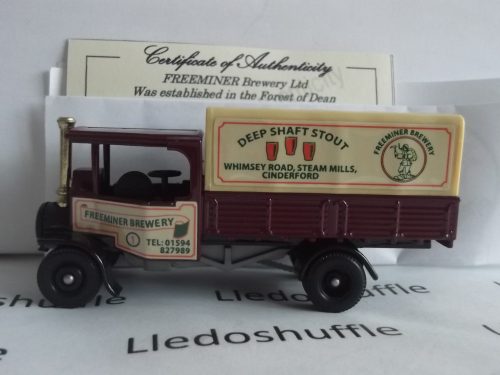 Certificate of Authenticity
FREEMINER Brewery Ltd
Was established in the Forest of Dean
DEEP SHAFT STOUT
WHIMSEY ROAD, STEAM MILLS,
CINDERFORD
FREEMINER BREWERY
FREEMINER BREWERY
1
TEL: 01594
827989
Lledoshuffle
Lledoshuffle